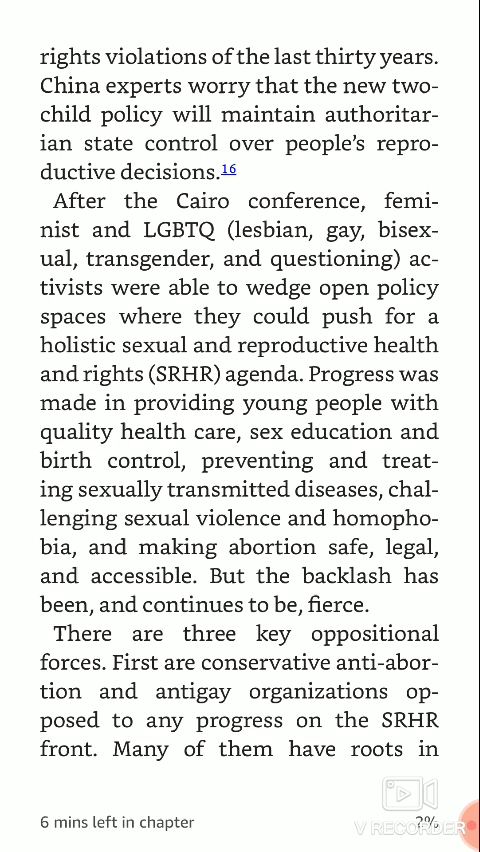 rights violations of the last thirty years.
China experts worry that the new two-
child policy will maintain authoritar-
ian state control over people's repro-
ductive decisions.16
After the Cairo conference, femi-
nist and LGBTQ (lesbian, gay, bisex-
ual, transgender, and questioning) ac-
tivists were able to wedge open policy
spaces where they could push for a
holistic sexual and reproductive health
and rights (SRHR) agenda. Progress was
made in providing young people with
quality health care, sex education and
birth control, preventing and treat-
ing sexually transmitted diseases, chal-
lenging sexual violence and homopho-
bia, and making abortion safe, legal,
and accessible. But the backlash has
been, and continues to be, fierce.
There are three key oppositional
forces. First are conservative anti-abor-
tion and antigay organizations op-
posed to any progress on the SRHR
front. Many of them have roots in
6 mins left in chapter
2%
V RECORDER